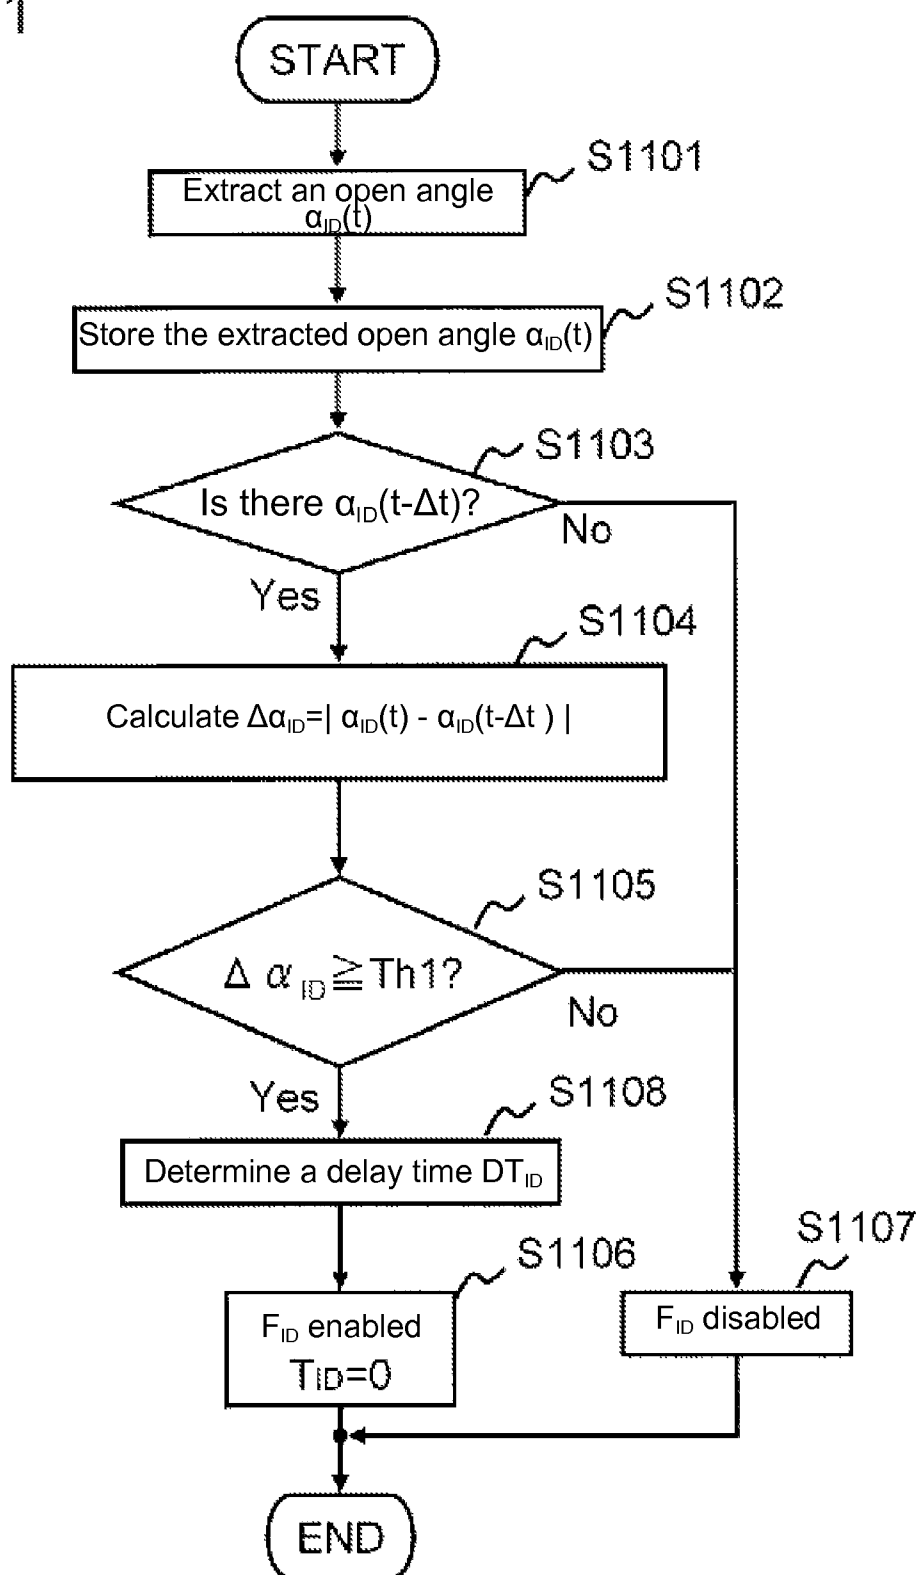 1
START
S1101
Extract an open angle
αID(t)
S1102
Store the extracted open angle αID(t)
S1103
Is there αID(t-Δt)?
No
Yes
S1104
Calculate ΔαID=| αID(t) - αID(t-Δt ) |
S1105
Δ αID≧Th1?
No
Yes
S1108
Determine a delay time DTID
S1107
S1106
FID enabled
TID=0
FID disabled
END